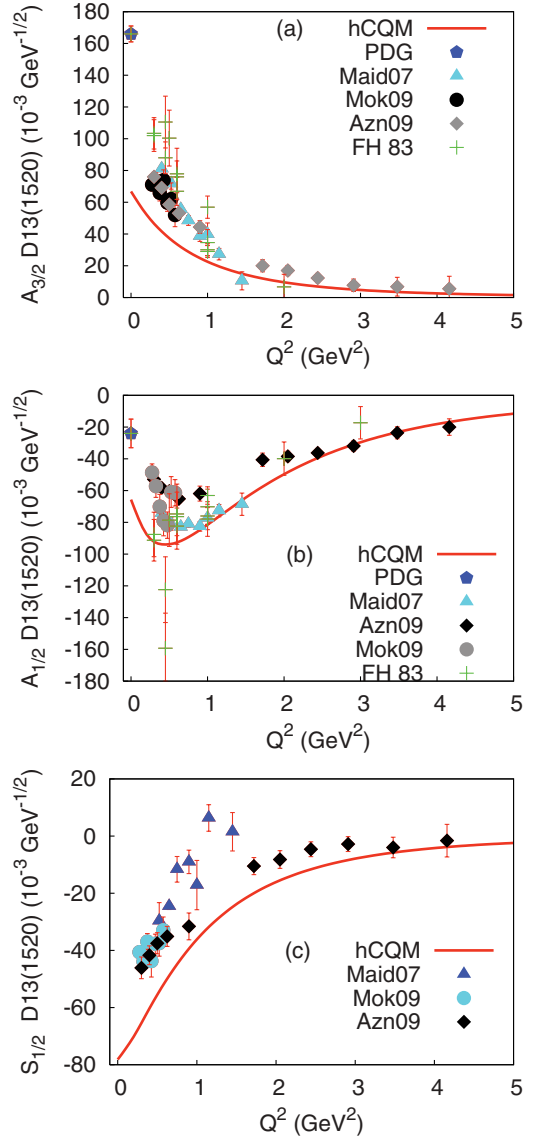 A3/2 D13(1520) (10-3 GeV-1/2)
180
160
140
120
100
80
60
40
20
0
(a)
hCQM
PDG
Maid07
Mok09
Azn09
FH 83
0 1 2 3 4 5
Q2 (GeV2)
A1/2 D13(1520) (10-3 GeV-1/2)
0
-20
-40
-60
-80
-100
-120
-140
-160
-180
(b)
hCQM
PDG
Maid07
Azn09
Mok09
FH 83
0 1 2 3 4 5
Q2 (GeV2)
S1/2 D13(1520) (10-3 GeV-1/2)
20
0
-20
-40
-60
-80
(c)
hCQM
Maid07
Mok09
Azn09
0 1 2 3 4 5
Q2 (GeV2)